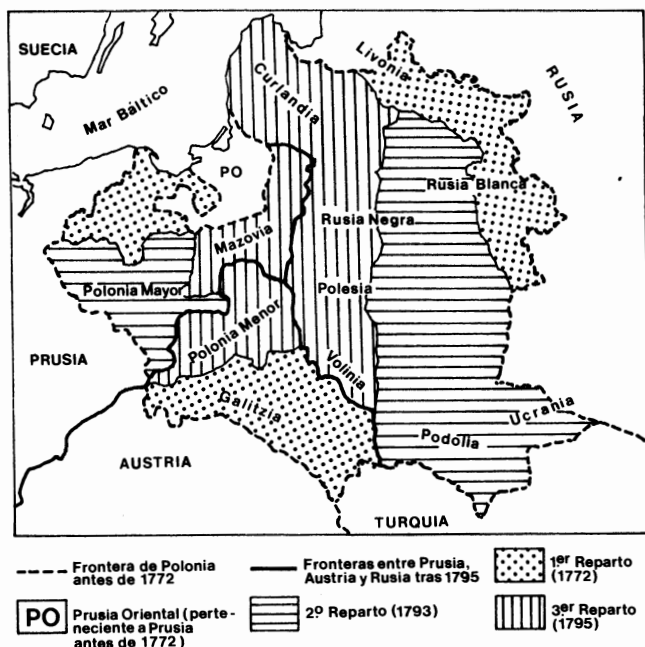 SUECIA
Mar Báltico
Curlandia
Livonia
RUSIA
PO
Rusia Blanca
Mazovia
Rusia Negra
Polonia Mayor
Polesia
Polonia Menor
PRUSIA
Volinia
Galitzia
Ucrania
Podolia
AUSTRIA
TURQUIA
Frontera de Polonia
antes de 1772
Fronteras entre Prusia,
Austria y Rusia tras 1795
1er Reparto
(1772)
PO
Prusia Oriental (perte-
neciente a Prusia
antes de 1772)
2º Reparto (1793)
3er Reparto
(1795)